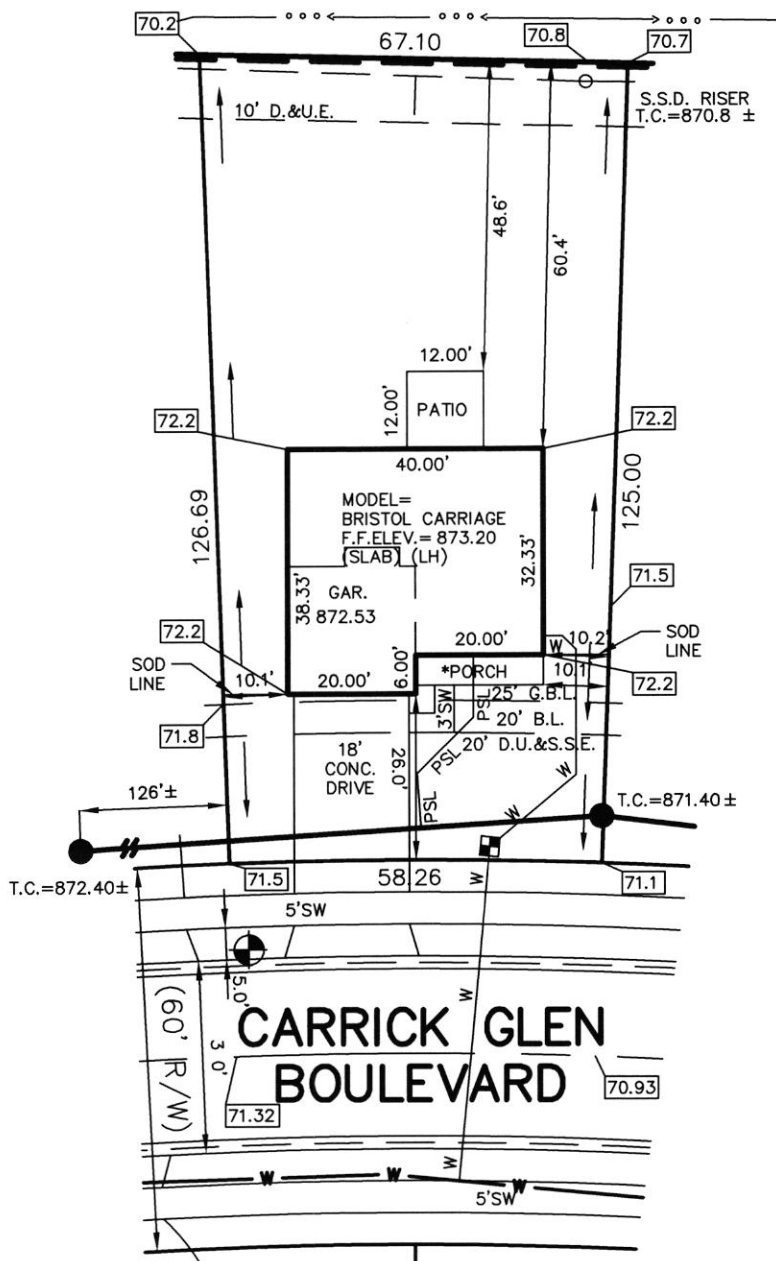 70.2
67.10
70.8
70.7
10' D.&U.E.
S.S.D. RISER
T.C.=870.8 ±
48.6'
60.4'
12.00'
12.00'
PATIO
72.2
72.2
40.00'
126.69
125.00
MODEL=
BRISTOL CARRIAGE
F.F.ELEV.= 873.20
(SLAB) (LH)
38.33'
GAR.
872.53
32.33'
71.5
72.2
20.00'
W
10.2'
SOD
LINE
SOD
LINE
10.1'
20.00'
6.00'
*PORCH
10.1
72.2
71.8
3'SW
PSL
25' G.B.L.
20' B.L.
20' D.U.&S.S.E.
18'
CONC.
DRIVE
26.0'
PSL
PSL
W
W
126'±
T.C.=871.40±
T.C.=872.40±
71.5
58.26
W
71.1
5'SW
5.0'
W
(60' R/W)
3 0'
CARRICK GLEN
BOULEVARD
71.32
70.93
W
W
W
W
5'SW